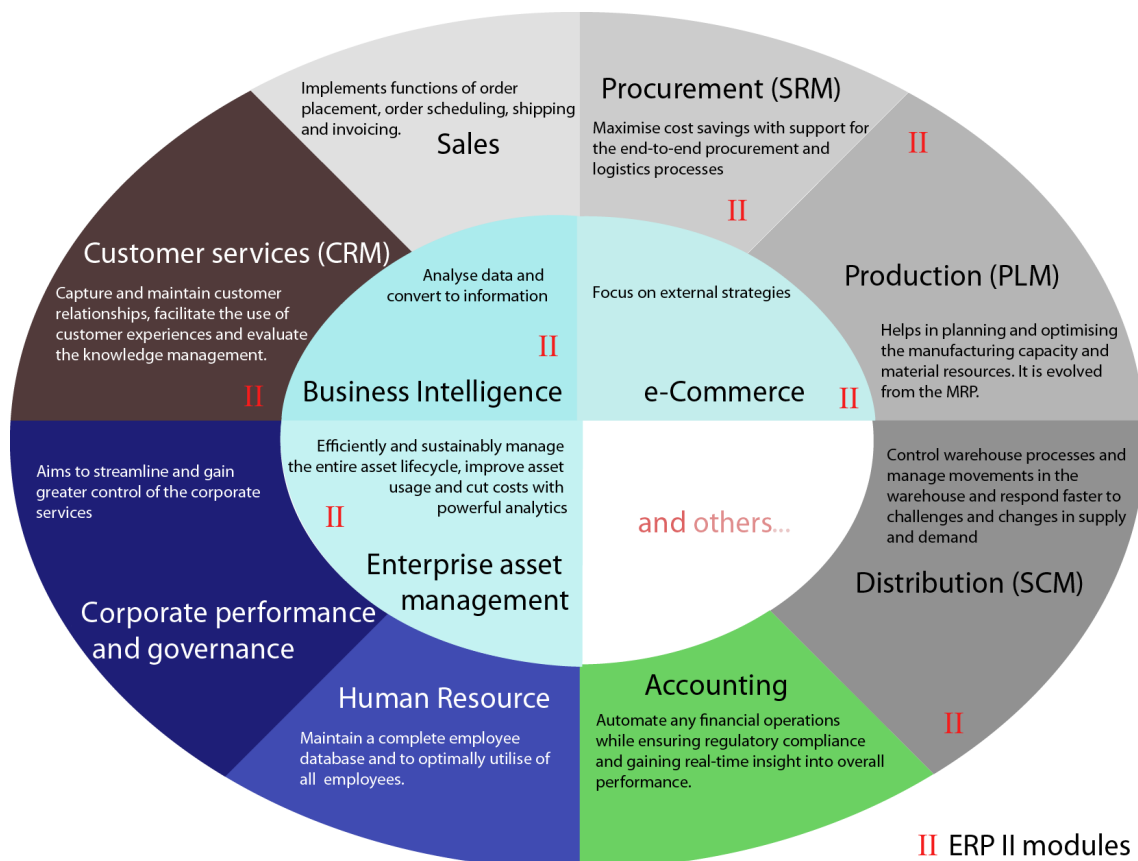 Implements functions of order
placement, order scheduling, shipping
and invoicing.
Sales
Procurement (SRM)
Maximise cost savings with support for
the end-to-end procurement and
logistics processes
II
II
Production (PLM)
Helps in planning and optimising
the manufacturing capacity and
material resources. It is evolved
from the MRP.
Customer services (CRM)
Capture and maintain customer
relationships, facilitate the use of
customer experiences and evaluate
the knowledge management.
II
Analyse data and
convert to information
II
Business Intelligence
Focus on external strategies
e-Commerce
II
Aims to streamline and gain
greater control of the corporate
services
Corporate performance
and governance
Efficiently and sustainably manage
the entire asset lifecycle, improve asset
usage and cut costs with
powerful analytics
II
Enterprise asset
management
and others...
Control warehouse processes and
manage movements in the
warehouse and respond faster to
challenges and changes in supply
and demand
Distribution (SCM)
II
Human Resource
Maintain a complete employee
database and to optimally utilise of
all employees.
Accounting
Automate any financial operations
while ensuring regulatory compliance
and gaining real-time insight into overall
performance.
II ERP II modules